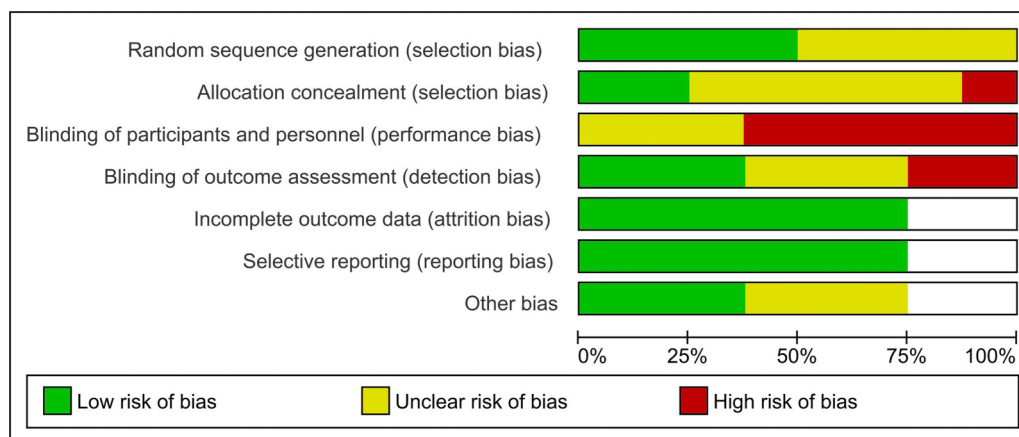 Random sequence generation (selection bias)
Allocation concealment (selection bias)
Blinding of participants and personnel (performance bias)
Blinding of outcome assessment (detection bias)
Incomplete outcome data (attrition bias)
Selective reporting (reporting bias)
Other bias
0% 25% 50% 75% 100%
Low risk of bias Unclear risk of bias High risk of bias